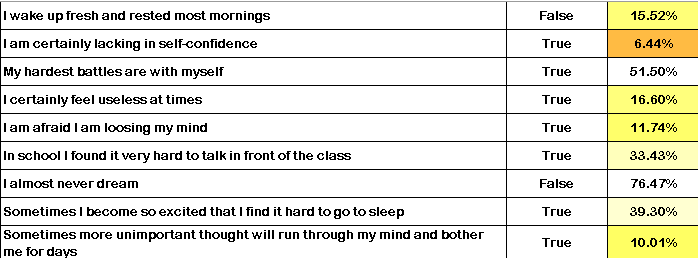 I wake up fresh and rested most mornings False 15.52%
I am certainly lacking in self-confidence True 6.44%
My hardest battles are with myself True 51.50%
I certainly feel useless at times True 16.60%
I am afraid I am loosing my mind True 11.74%
In school I found it very hard to talk in front of the class True 33.43%
I almost never dream False 76.47%
Sometimes I become so excited that I find it hard to go to sleep True 39.30%
Sometimes more unimportant thought will run through my mind and bother
me for days True 10.01%